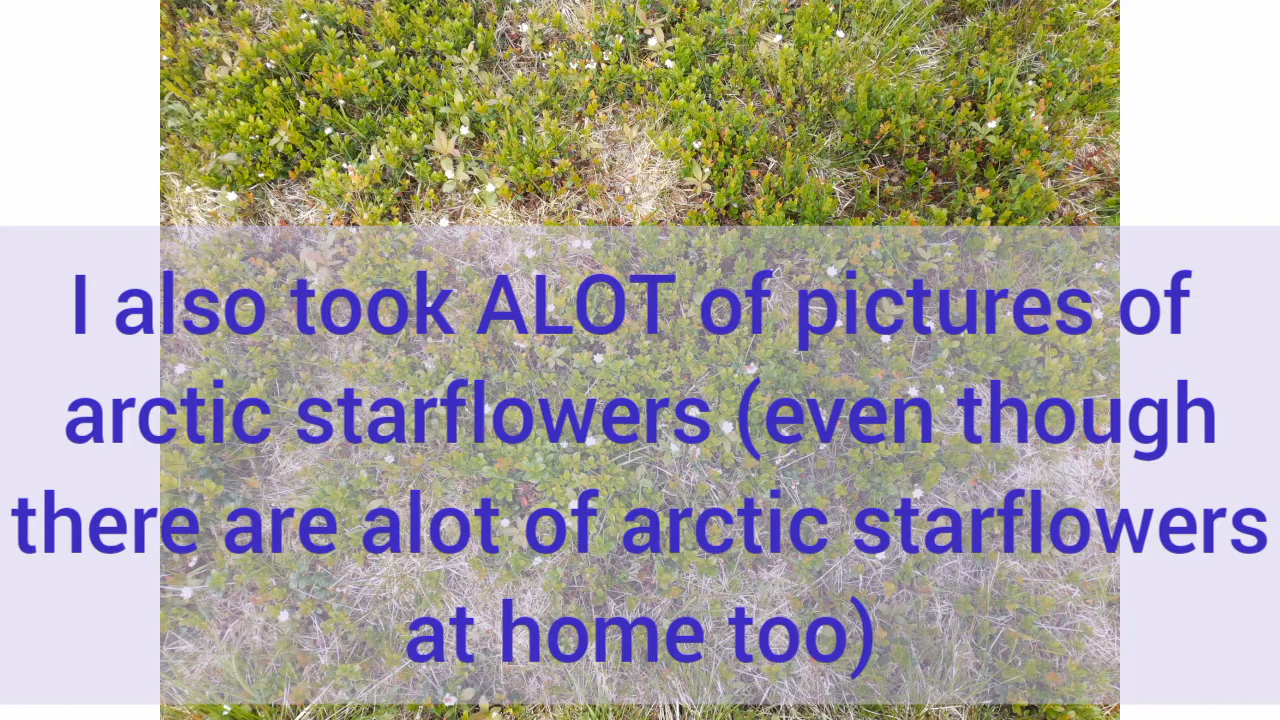 I also took ALOT of pictures of
arctic starflowers (even though
there are alot of arctic starflowers
at home too)